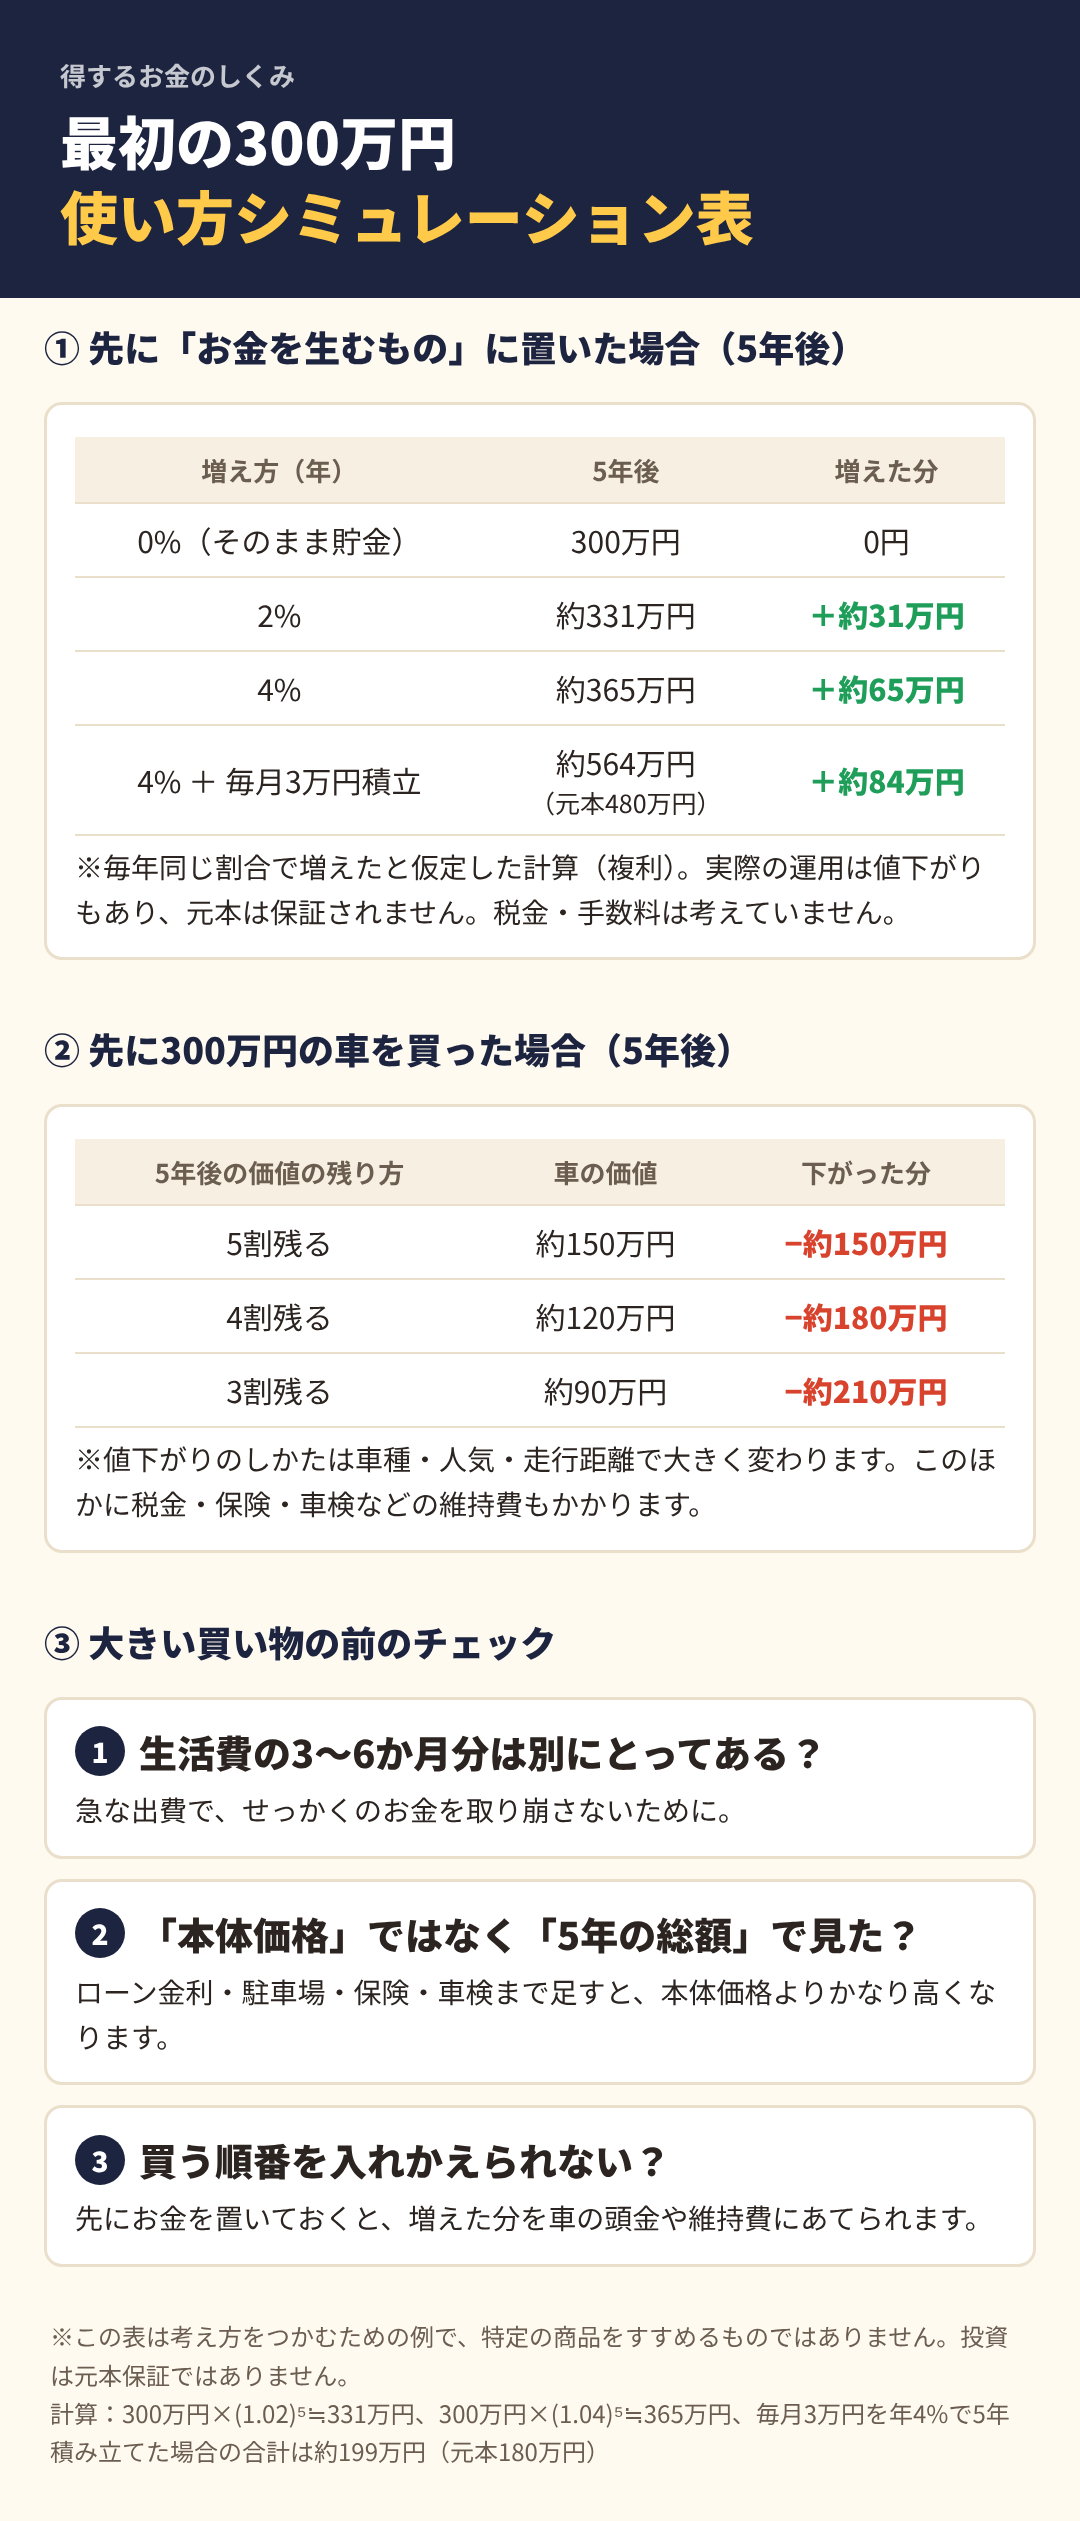 得するお金のしくみ
最初の300万円
使い方シミュレーション表
① 先に「お金を生むもの」に置いた場合（5年後）
増え方（年） 5年後 増えた分
0%（そのまま貯金） 300万円 0円
2% 約331万円 ＋約31万円
4% 約365万円 ＋約65万円
4% ＋ 毎月3万円積立 約564万円 ＋約84万円
（元本480万円）
※毎年同じ割合で増えたと仮定した計算（複利）。実際の運用は値下がり
もあり、元本は保証されません。税金・手数料は考えていません。
② 先に300万円の車を買った場合（5年後）
5年後の価値の残り方 車の価値 下がった分
5割残る 約150万円 −約150万円
4割残る 約120万円 −約180万円
3割残る 約90万円 −約210万円
※値下がりのしかたは車種・人気・走行距離で大きく変わります。このほ
かに税金・保険・車検などの維持費もかかります。
③ 大きい買い物の前のチェック
1 生活費の3〜6か月分は別にとってある？
急な出費で、せっかくのお金を取り崩さないために。
2 「本体価格」ではなく「5年の総額」で見た？
ローン金利・駐車場・保険・車検まで足すと、本体価格よりかなり高くな
ります。
3 買う順番を入れかえられない？
先にお金を置いておくと、増えた分を車の頭金や維持費にあてられます。
※この表は考え方をつかむための例で、特定の商品をすすめるものではありません。投資
は元本保証ではありません。
計算：300万円×(1.02)⁵≒331万円、300万円×(1.04)⁵≒365万円、毎月3万円を年4%で5年
積み立てた場合の合計は約199万円（元本180万円）